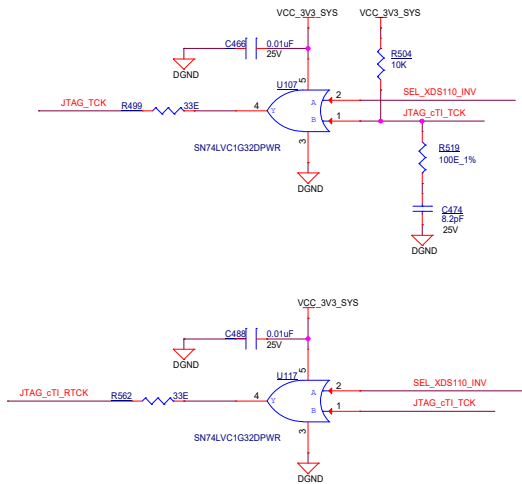 VCC_3V3_SYS
VCC_3V3_SYS
C466
0.01uF
25V
R504
10K
DGND
U107
5
JTAG_TCK
R499
33E
4
Y
A
2
SEL_XDS110_INV
B
1
JTAG_cTI_TCK
3
SN74LVC1G32DPWR
R519
100E_1%
DGND
C474
8.2pF
25V
DGND
VCC_3V3_SYS
C488
0.01uF
25V
DGND
U117
5
JTAG_cTI_RTCK
R562
33E
4
Y
A
2
SEL_XDS110_INV
B
1
JTAG_cTI_TCK
3
SN74LVC1G32DPWR
DGND